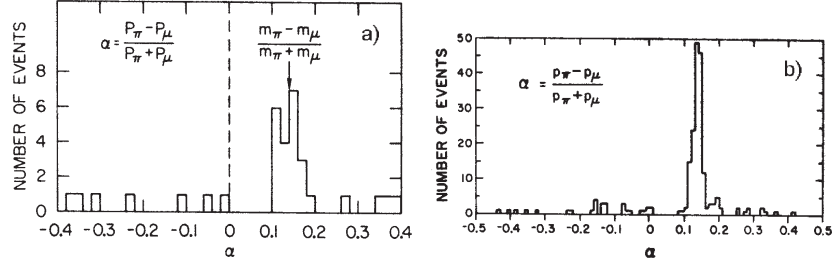 a)
α = (P_π − P_μ) / (P_π + P_μ)
(m_π − m_μ) / (m_π + m_μ)
NUMBER OF EVENTS
8
6
4
2
0
-0.4 -0.3 -0.2 -0.1 0 0.1 0.2 0.3 0.4
α
b)
α = (p_π − p_μ) / (p_π + p_μ)
NUMBER OF EVENTS
50
40
30
20
10
0
-0.5 -0.4 -0.3 -0.2 -0.1 0 0.1 0.2 0.3 0.4 0.5
α